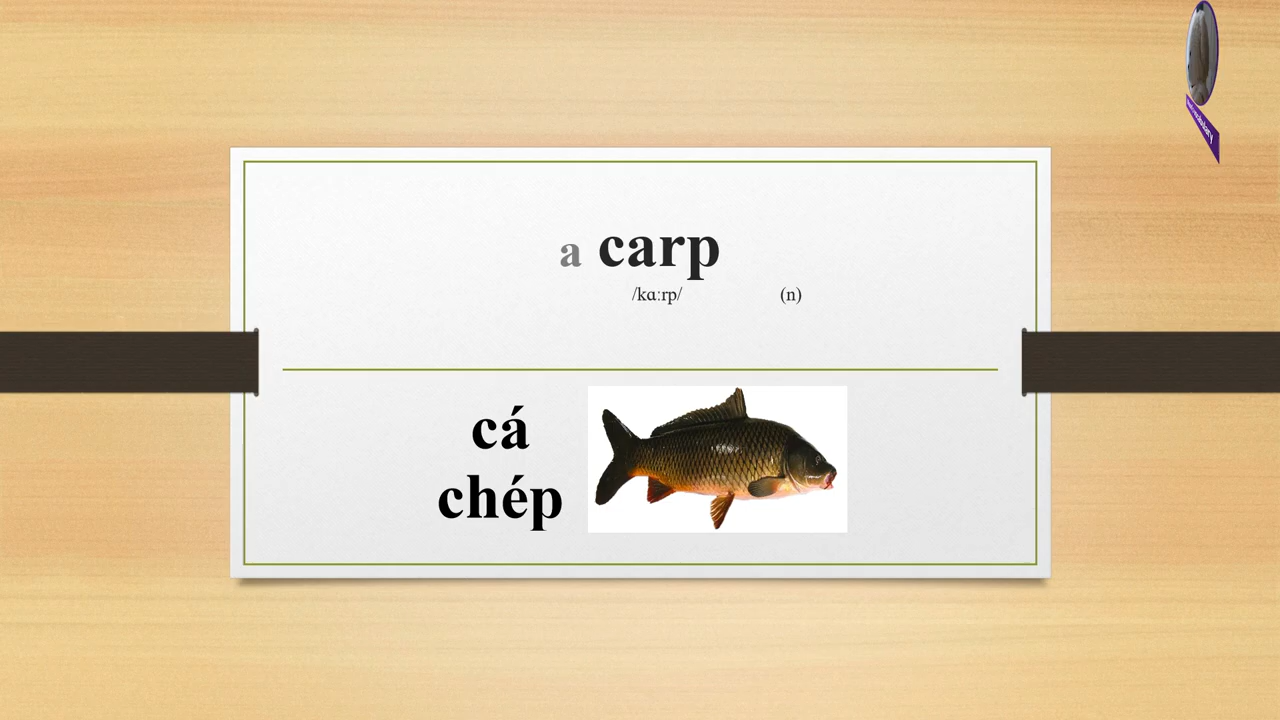 a carp
/kɑ:rp/ (n)
cá
chép